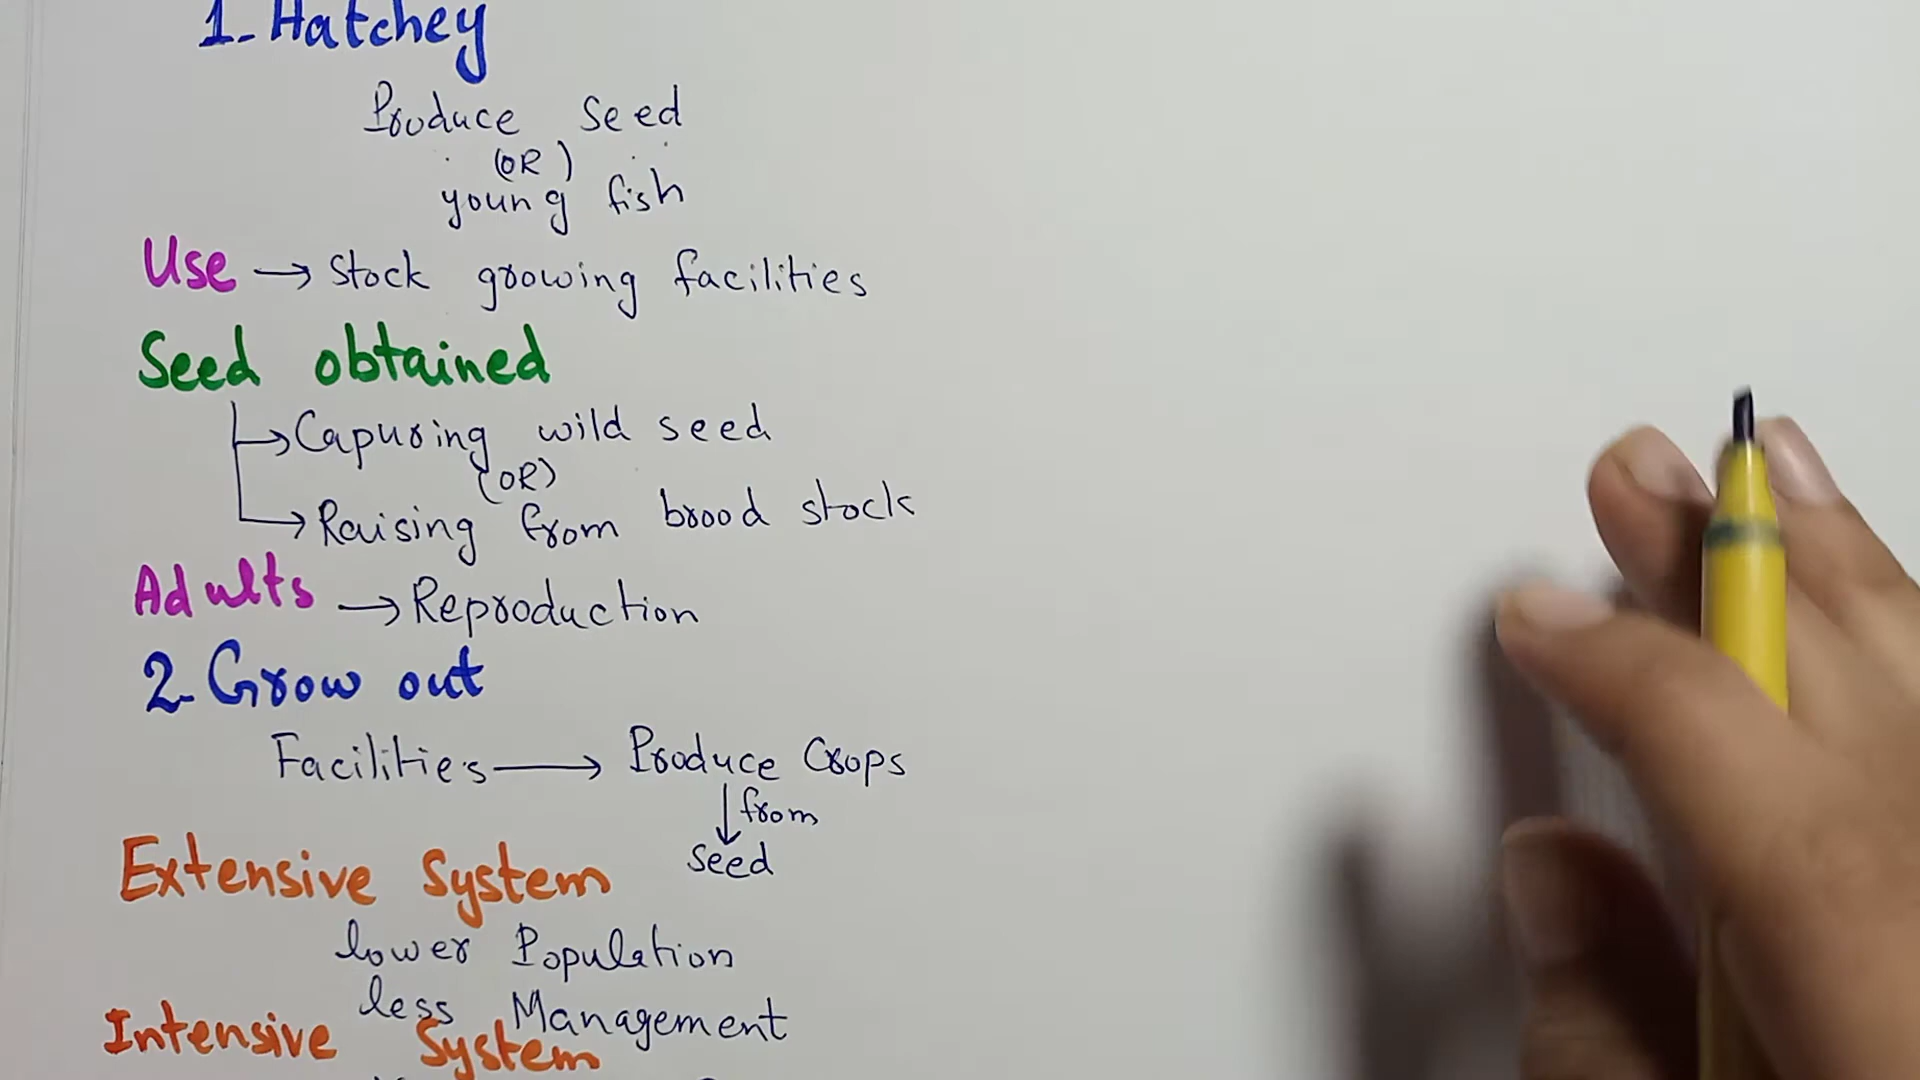 1- Hatchey
Produce Seed
(OR)
young fish
Use → Stock growing facilities
Seed obtained
→ Capuring wild seed
(OR)
→ Raising from brood stock
Adults → Reproduction
2- Grow out
Facilities → Produce Crops
↓ from
Seed
Extensive System
lower Population
less Management
Intensive System